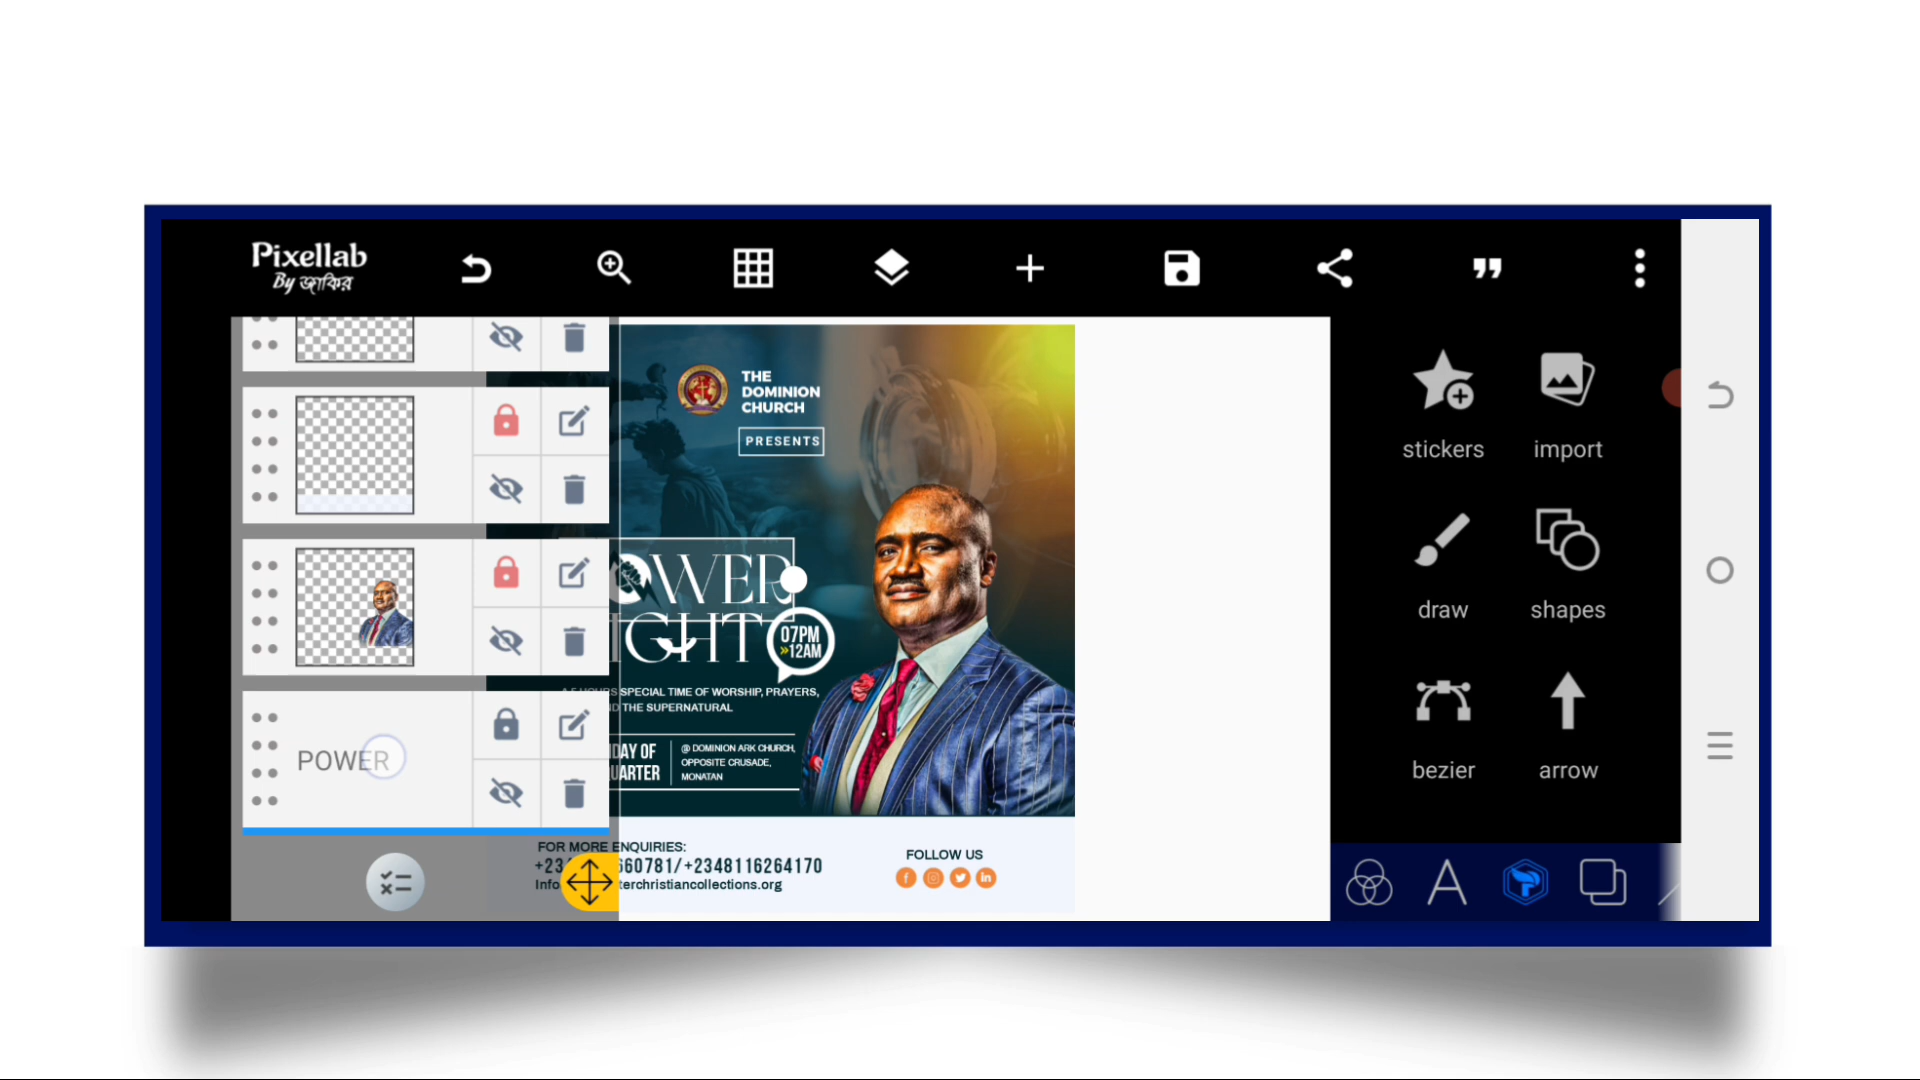 Pixellab
By জাকির
THE
DOMINION
CHURCH
PRESENTS
POWER
IGHT
07PM
»12AM
HOURS SPECIAL TIME OF WORSHIP, PRAYERS,
THE SUPERNATURAL
DAY OF
UARTER
@ DOMINION ARK CHURCH,
OPPOSITE CRUSADE,
MONATAN
POWER
FOR MORE ENQUIRIES:
+23 60781/+2348116264170
Info terchristiancollections.org
FOLLOW US
stickers
import
draw
shapes
bezier
arrow